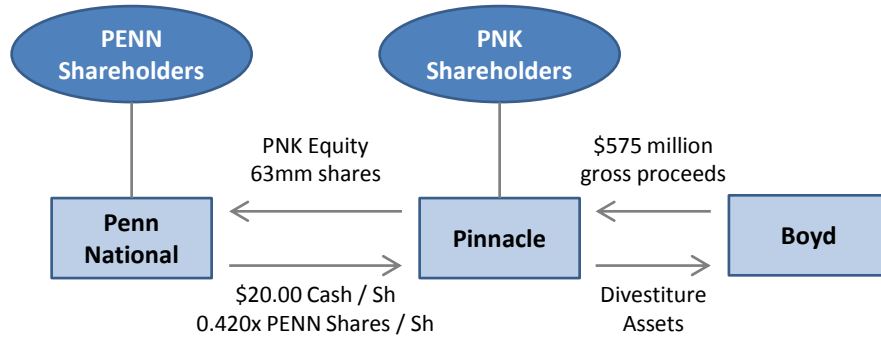 PENN
Shareholders
PNK
Shareholders
PNK Equity
63mm shares
$575 million
gross proceeds
Penn
National
Pinnacle
Boyd
$20.00 Cash / Sh
0.420x PENN Shares / Sh
Divestiture
Assets